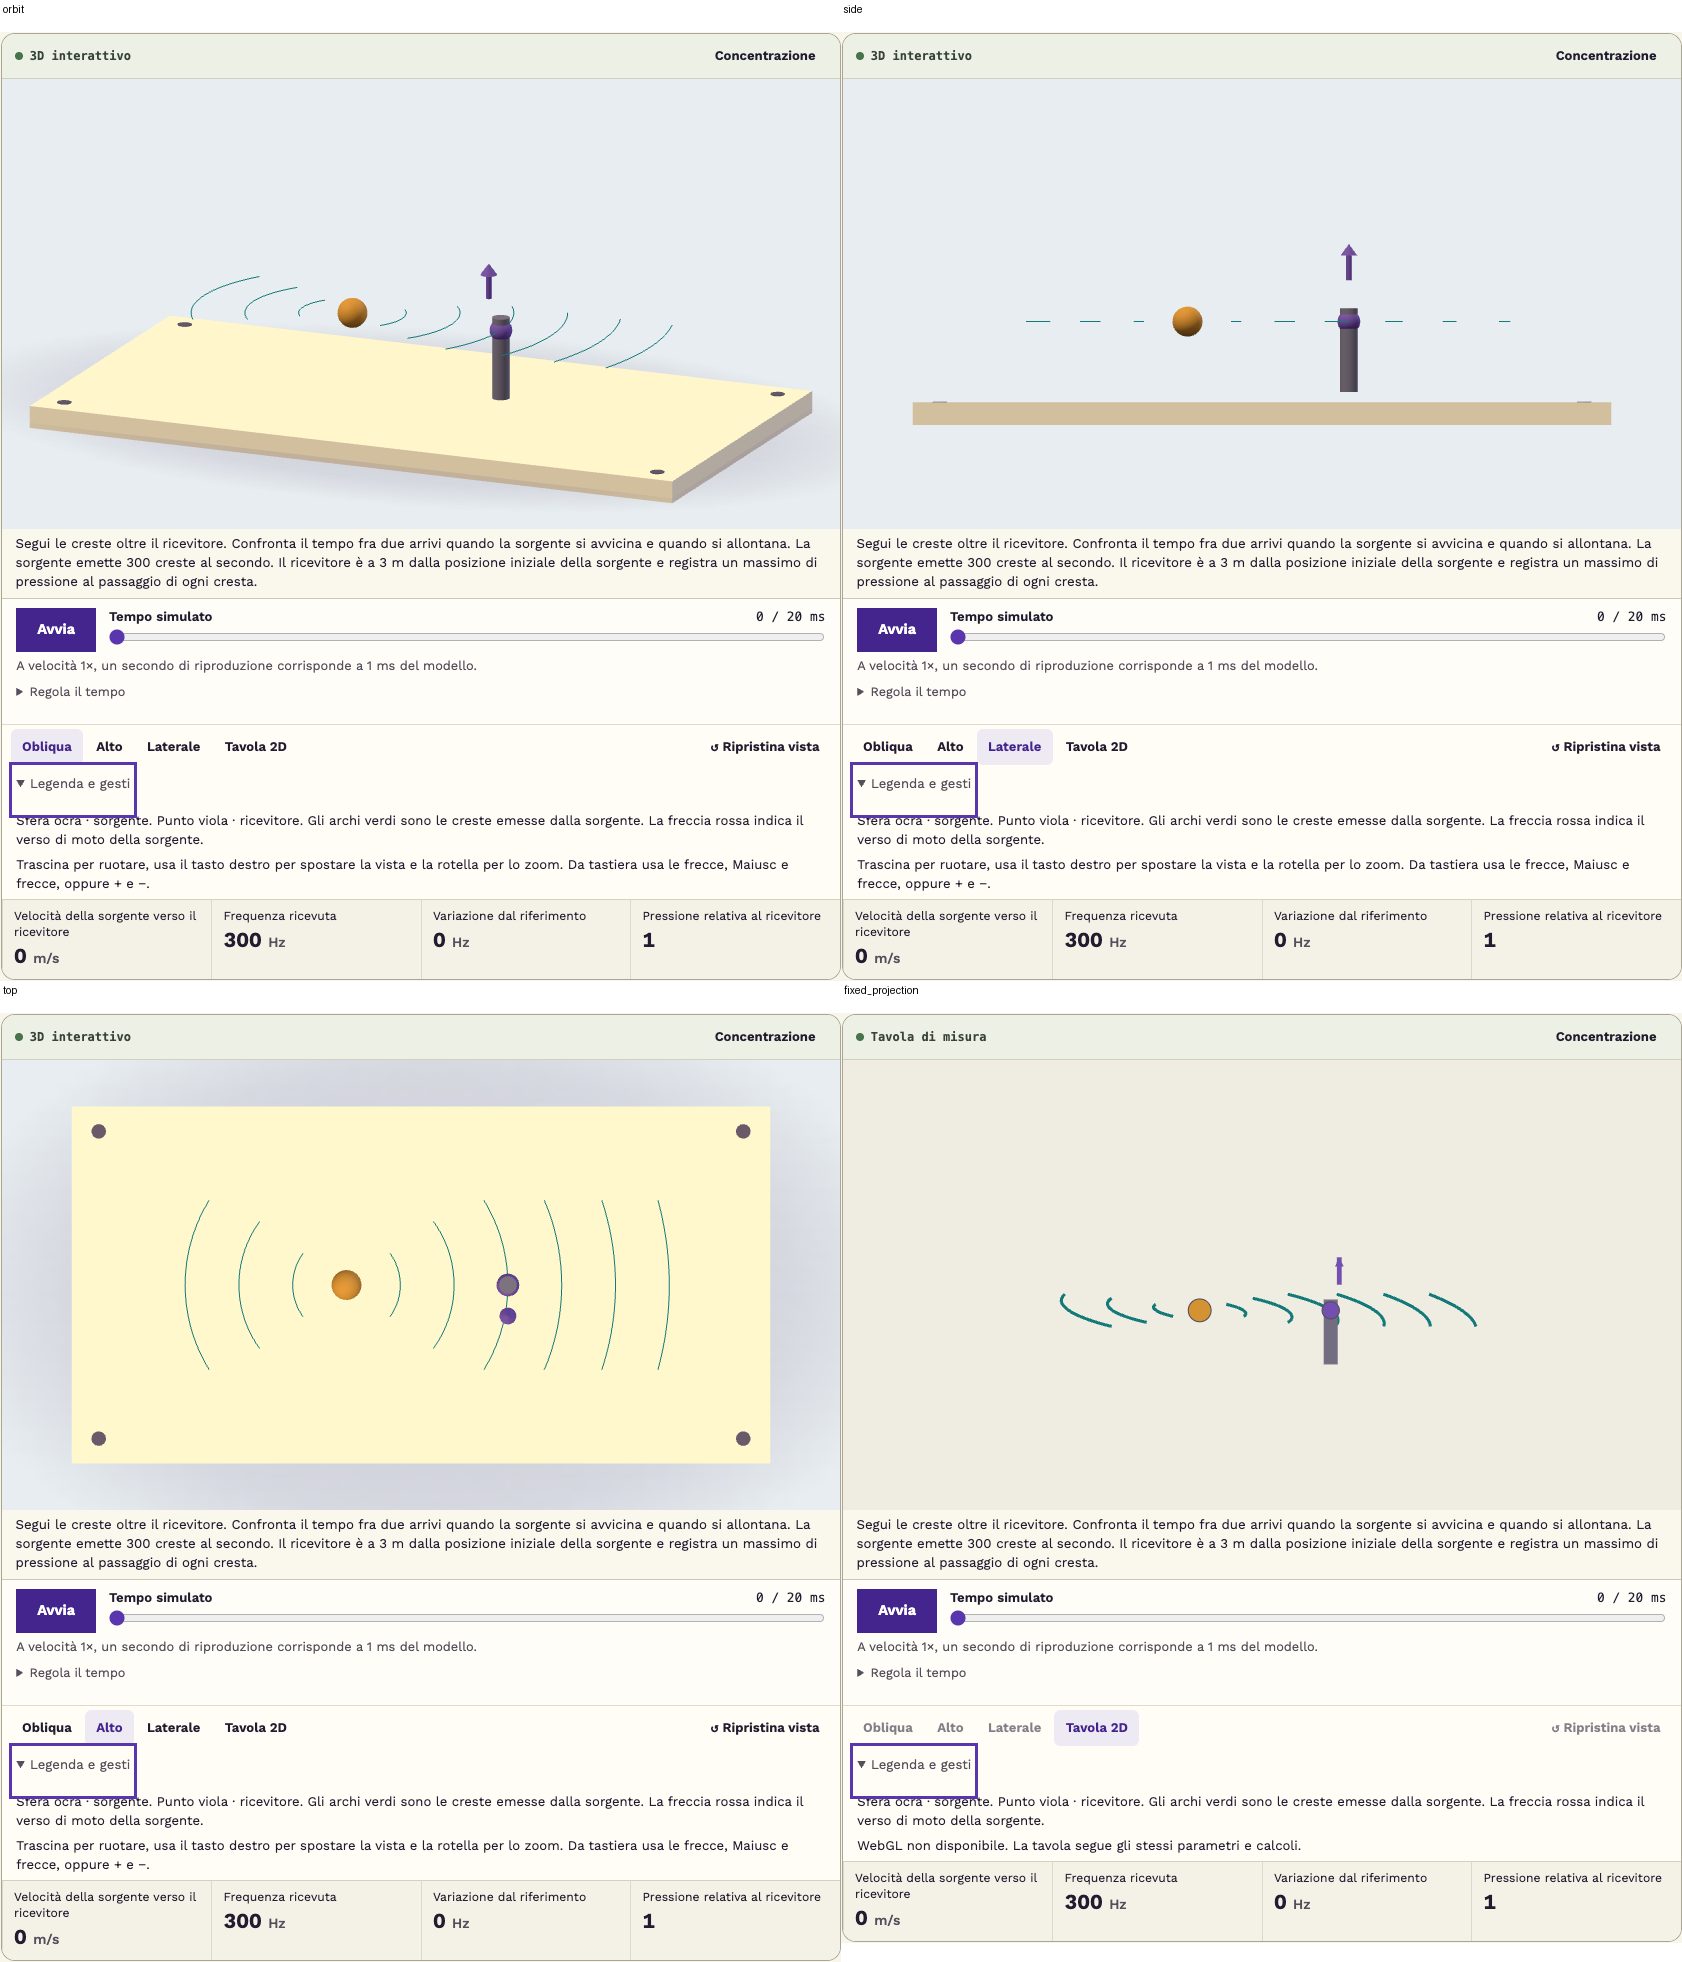 orbit
3D interattivo
Concentrazione
Segui le creste oltre il ricevitore. Confronta il tempo fra due arrivi quando la sorgente si avvicina e quando si allontana. La
sorgente emette 300 creste al secondo. Il ricevitore è a 3 m dalla posizione iniziale della sorgente e registra un massimo di
pressione al passaggio di ogni cresta.
Avvia
Tempo simulato
0 / 20 ms
A velocità 1×, un secondo di riproduzione corrisponde a 1 ms del modello.
▶ Regola il tempo
Obliqua Alto Laterale Tavola 2D
↺ Ripristina vista
▼ Legenda e gesti
Sfera ocra · sorgente. Punto viola · ricevitore. Gli archi verdi sono le creste emesse dalla sorgente. La freccia rossa indica il
verso di moto della sorgente.
Trascina per ruotare, usa il tasto destro per spostare la vista e la rotella per lo zoom. Da tastiera usa le frecce, Maiusc e
frecce, oppure + e −.
Velocità della sorgente verso il
ricevitore
0 m/s
Frequenza ricevuta
300 Hz
Variazione dal riferimento
0 Hz
Pressione relativa al ricevitore
1
side
3D interattivo
Concentrazione
Segui le creste oltre il ricevitore. Confronta il tempo fra due arrivi quando la sorgente si avvicina e quando si allontana. La
sorgente emette 300 creste al secondo. Il ricevitore è a 3 m dalla posizione iniziale della sorgente e registra un massimo di
pressione al passaggio di ogni cresta.
Avvia
Tempo simulato
0 / 20 ms
A velocità 1×, un secondo di riproduzione corrisponde a 1 ms del modello.
▶ Regola il tempo
Obliqua Alto Laterale Tavola 2D
↺ Ripristina vista
▼ Legenda e gesti
Sfera ocra · sorgente. Punto viola · ricevitore. Gli archi verdi sono le creste emesse dalla sorgente. La freccia rossa indica il
verso di moto della sorgente.
Trascina per ruotare, usa il tasto destro per spostare la vista e la rotella per lo zoom. Da tastiera usa le frecce, Maiusc e
frecce, oppure + e −.
Velocità della sorgente verso il
ricevitore
0 m/s
Frequenza ricevuta
300 Hz
Variazione dal riferimento
0 Hz
Pressione relativa al ricevitore
1
top
3D interattivo
Concentrazione
Segui le creste oltre il ricevitore. Confronta il tempo fra due arrivi quando la sorgente si avvicina e quando si allontana. La
sorgente emette 300 creste al secondo. Il ricevitore è a 3 m dalla posizione iniziale della sorgente e registra un massimo di
pressione al passaggio di ogni cresta.
Avvia
Tempo simulato
0 / 20 ms
A velocità 1×, un secondo di riproduzione corrisponde a 1 ms del modello.
▶ Regola il tempo
Obliqua Alto Laterale Tavola 2D
↺ Ripristina vista
▼ Legenda e gesti
Sfera ocra · sorgente. Punto viola · ricevitore. Gli archi verdi sono le creste emesse dalla sorgente. La freccia rossa indica il
verso di moto della sorgente.
Trascina per ruotare, usa il tasto destro per spostare la vista e la rotella per lo zoom. Da tastiera usa le frecce, Maiusc e
frecce, oppure + e −.
Velocità della sorgente verso il
ricevitore
0 m/s
Frequenza ricevuta
300 Hz
Variazione dal riferimento
0 Hz
Pressione relativa al ricevitore
1
fixed_projection
Tavola di misura
Concentrazione
Segui le creste oltre il ricevitore. Confronta il tempo fra due arrivi quando la sorgente si avvicina e quando si allontana. La
sorgente emette 300 creste al secondo. Il ricevitore è a 3 m dalla posizione iniziale della sorgente e registra un massimo di
pressione al passaggio di ogni cresta.
Avvia
Tempo simulato
0 / 20 ms
A velocità 1×, un secondo di riproduzione corrisponde a 1 ms del modello.
▶ Regola il tempo
Obliqua Alto Laterale Tavola 2D
↺ Ripristina vista
▼ Legenda e gesti
Sfera ocra · sorgente. Punto viola · ricevitore. Gli archi verdi sono le creste emesse dalla sorgente. La freccia rossa indica il
verso di moto della sorgente.
WebGL non disponibile. La tavola segue gli stessi parametri e calcoli.
Velocità della sorgente verso il
ricevitore
0 m/s
Frequenza ricevuta
300 Hz
Variazione dal riferimento
0 Hz
Pressione relativa al ricevitore
1